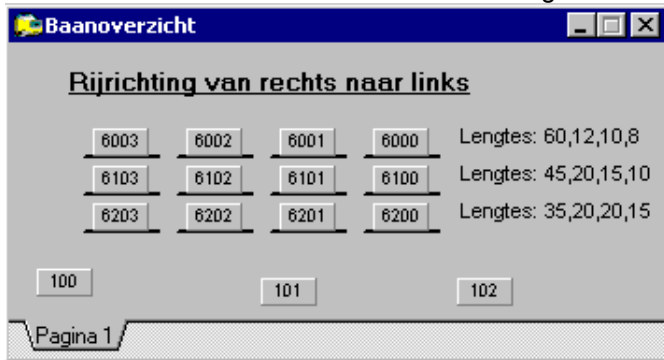 Baanoverzicht
Rijrichting van rechts naar links
6003 6002 6001 6000 Lengtes: 60,12,10,8
6103 6102 6101 6100 Lengtes: 45,20,15,10
6203 6202 6201 6200 Lengtes: 35,20,20,15
100 101 102
Pagina 1